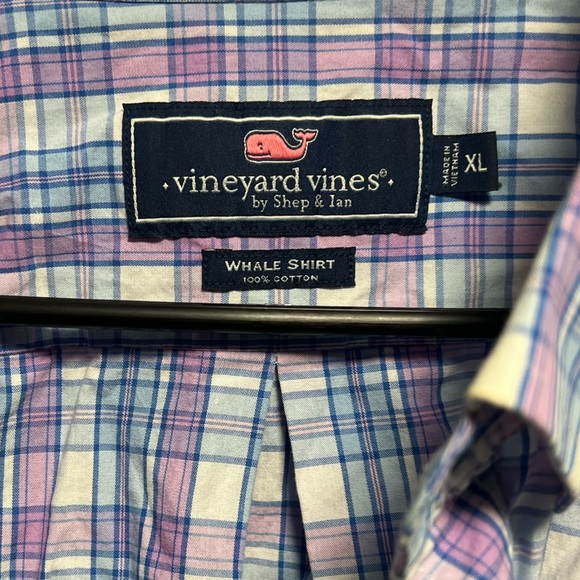 vineyard vines®
by Shep & Ian
MADE IN
VIETNAM
XL
WHALE SHIRT
100% COTTON